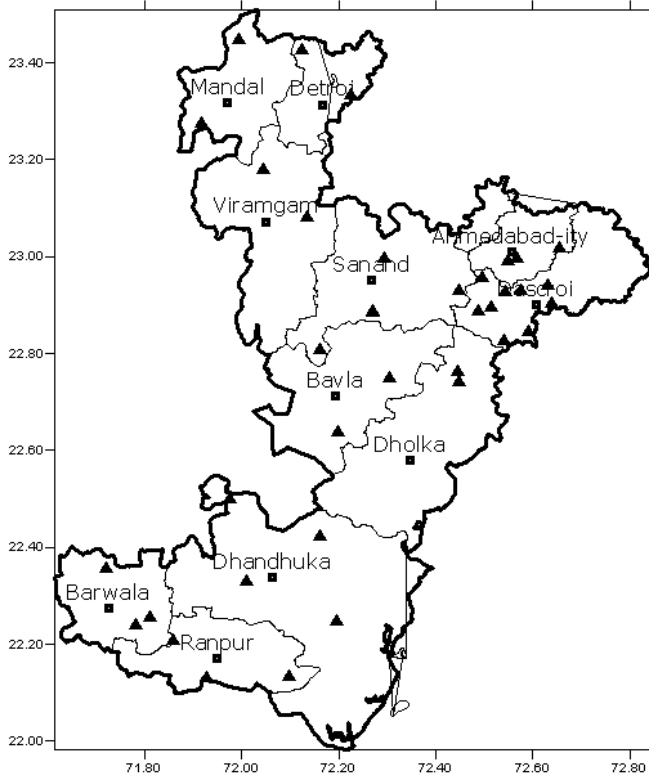 23.40
Mandal
Detroj
23.20
Viramgam
23.00
Ahmedabad-ity
Sanand
22.80
Bavla
22.60
Dholka
22.40
Dhandhuka
Barwala
22.20
Ranpur
22.00
71.80 72.00 72.20 72.40 72.60 72.80